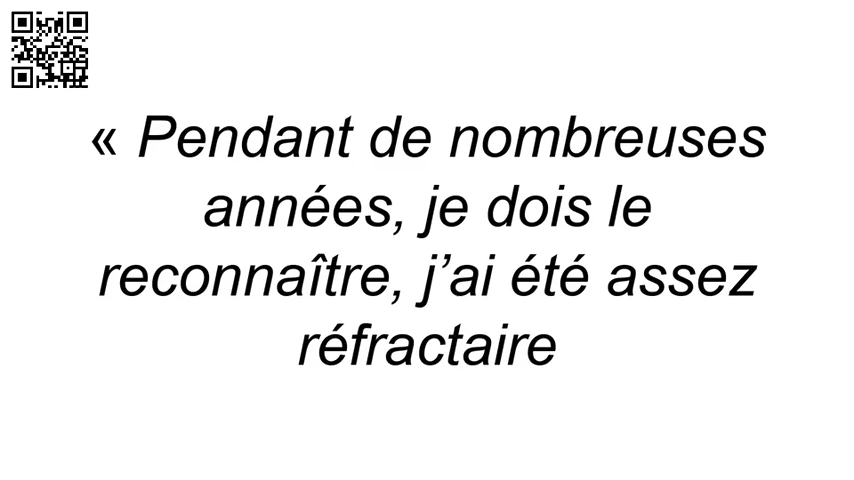 « Pendant de nombreuses
années, je dois le
reconnaître, j’ai été assez
réfractaire